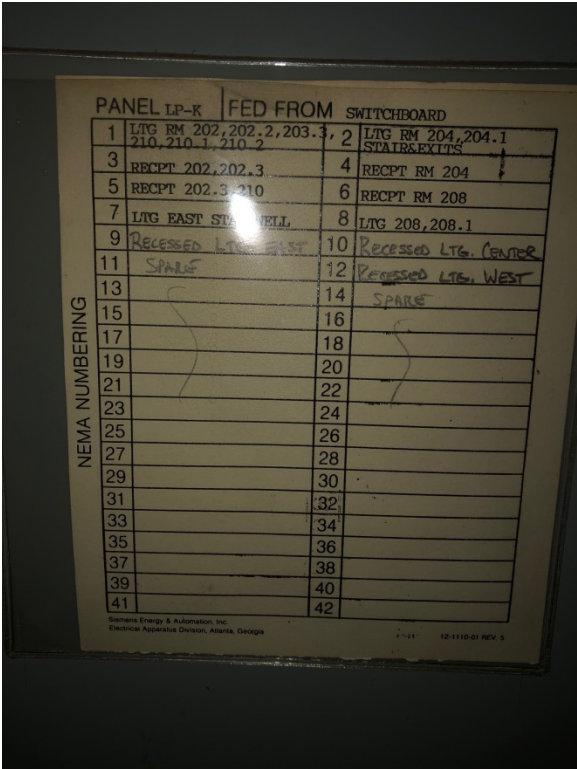 PANEL LP-K FED FROM SWITCHBOARD
1 LTG RM 202,202.2,203.3,
210,210.1,210.2
2 LTG RM 204,204.1
STAIR&EXITS
3 RECPT 202,202.3
4 RECPT RM 204
5 RECPT 202.3,210
6 RECPT RM 208
7 LTG EAST STAIRWELL
8 LTG 208,208.1
9 RECESSED LTG. EAST
10 RECESSED LTG. CENTER
11 SPARE
12 RECESSED LTG. WEST
13
14 SPARE
15
16
17
18
19
20
21
22
23
24
25
26
27
28
29
30
31
32
33
34
35
36
37
38
39
40
41
42
NEMA NUMBERING
Siemens Energy & Automation, Inc.
Electrical Apparatus Division, Atlanta, Georgia
12-1110-01 REV. 5